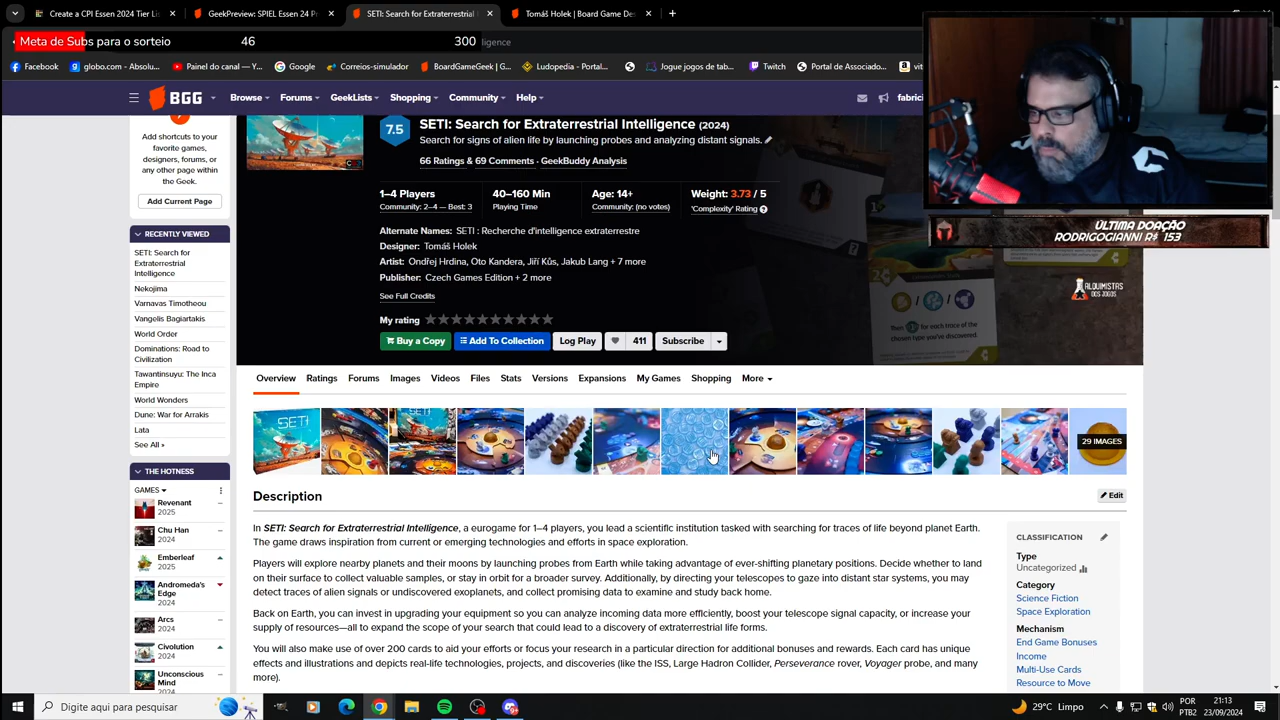 Create a CPI Essen 2024 Tier Lis
GeekPreview: SPIEL Essen 24 P
SETI: Search for Extraterrestrial
Tomáš Holek | Board Game De
Meta de Subs para o sorteio 46 300 ligence
Facebook globo.com - Absolu... Painel do canal — Y... Google Correios-simulador BoardGameGeek | G... Ludopedia - Portal... Jogue jogos de tab... Twitch Portal de Associa... Amazon
BGG Browse Forums GeekLists Shopping Community Help fabrici
Add shortcuts to your
favorite games,
designers, forums, or
any other page within
the Geek.
Add Current Page
7.5 SETI: Search for Extraterrestrial Intelligence (2024)
Search for signs of alien life by launching probes and analyzing distant signals.
66 Ratings & 69 Comments - GeekBuddy Analysis
1–4 Players 40–160 Min Age: 14+ Weight: 3.73 / 5
Community: 2–4 — Best: 3 Playing Time Community: (no votes) 'Complexity' Rating
Alternate Names: SETI : Recherche d'intelligence extraterrestre
Designer: Tomáš Holek
Artist: Ondřej Hrdina, Oto Kandera, Jiří Kůs, Jakub Lang + 7 more
Publisher: Czech Games Edition + 2 more
See Full Credits
My rating
Buy a Copy Add To Collection Log Play 411 Subscribe
Then for each trace of the
chosen type you've discovered.
ÚLTIMA DOAÇÃO
RODRIGOGIANNI R$ 153
ALQUIMISTAS
DOS JOGOS
RECENTLY VIEWED
SETI: Search for
Extraterrestrial
Intelligence
Nekojima
Varnavas Timotheou
Vangelis Bagiartakis
World Order
Dominations: Road to
Civilization
Tawantinsuyu: The Inca
Empire
World Wonders
Dune: War for Arrakis
Lata
See All »
THE HOTNESS
GAMES
Revenant
2025
Chu Han
2024
Emberleaf
2025
Andromeda's
Edge
2024
Arcs
2024
Civolution
2024
Unconscious
Mind
2024
Overview Ratings Forums Images Videos Files Stats Versions Expansions My Games Shopping More
SETI
29 IMAGES
Description
Edit
In SETI: Search for Extraterrestrial Intelligence, a eurogame for 1–4 players, you lead a scientific institution tasked with searching for traces of life beyond planet Earth.
The game draws inspiration from current or emerging technologies and efforts in space exploration.
Players will explore nearby planets and their moons by launching probes from Earth while taking advantage of ever-shifting planetary positions. Decide whether to land
on their surface to collect valuable samples, or stay in orbit for a broader survey. Additionally, by directing your telescopes to gaze into distant star systems, you may
detect traces of alien signals or undiscovered exoplanets, and collect promising data to examine and study back home.
Back on Earth, you can invest in upgrading your equipment so you can analyze incoming data more efficiently, boost your telescope signal capacity, or increase your
supply of resources—all to expand the scope of your search that could lead to a discovery of extraterrestrial life forms.
You will also make use of over 200 cards to aid your efforts or focus your research in a particular direction for additional bonuses and rewards. Each card has unique
effects and illustrations and depicts real-life technologies, projects, and discoveries (like the ISS, Large Hadron Collider, Perseverance rover, Voyager probe, and many
more).
CLASSIFICATION
Type
Uncategorized
Category
Science Fiction
Space Exploration
Mechanism
End Game Bonuses
Income
Multi-Use Cards
Resource to Move
Digite aqui para pesquisar
29°C Limpo
POR
PTB2
21:13
23/09/2024